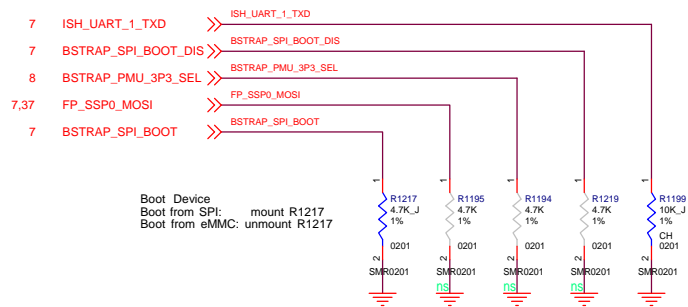 7 ISH_UART_1_TXD ISH_UART_1_TXD
7 BSTRAP_SPI_BOOT_DIS BSTRAP_SPI_BOOT_DIS
8 BSTRAP_PMU_3P3_SEL BSTRAP_PMU_3P3_SEL
7,37 FP_SSP0_MOSI FP_SSP0_MOSI
7 BSTRAP_SPI_BOOT BSTRAP_SPI_BOOT
Boot Device
Boot from SPI: mount R1217
Boot from eMMC: unmount R1217
1
R1217
4.7K_J
1%
0201
2
SMR0201
1
R1195
4.7K
1%
0201
2
SMR0201
ns
1
R1194
4.7K
1%
0201
2
SMR0201
ns
1
R1219
4.7K
1%
0201
2
SMR0201
ns
1
R1199
10K_J
1%
CH
0201
2
SMR0201